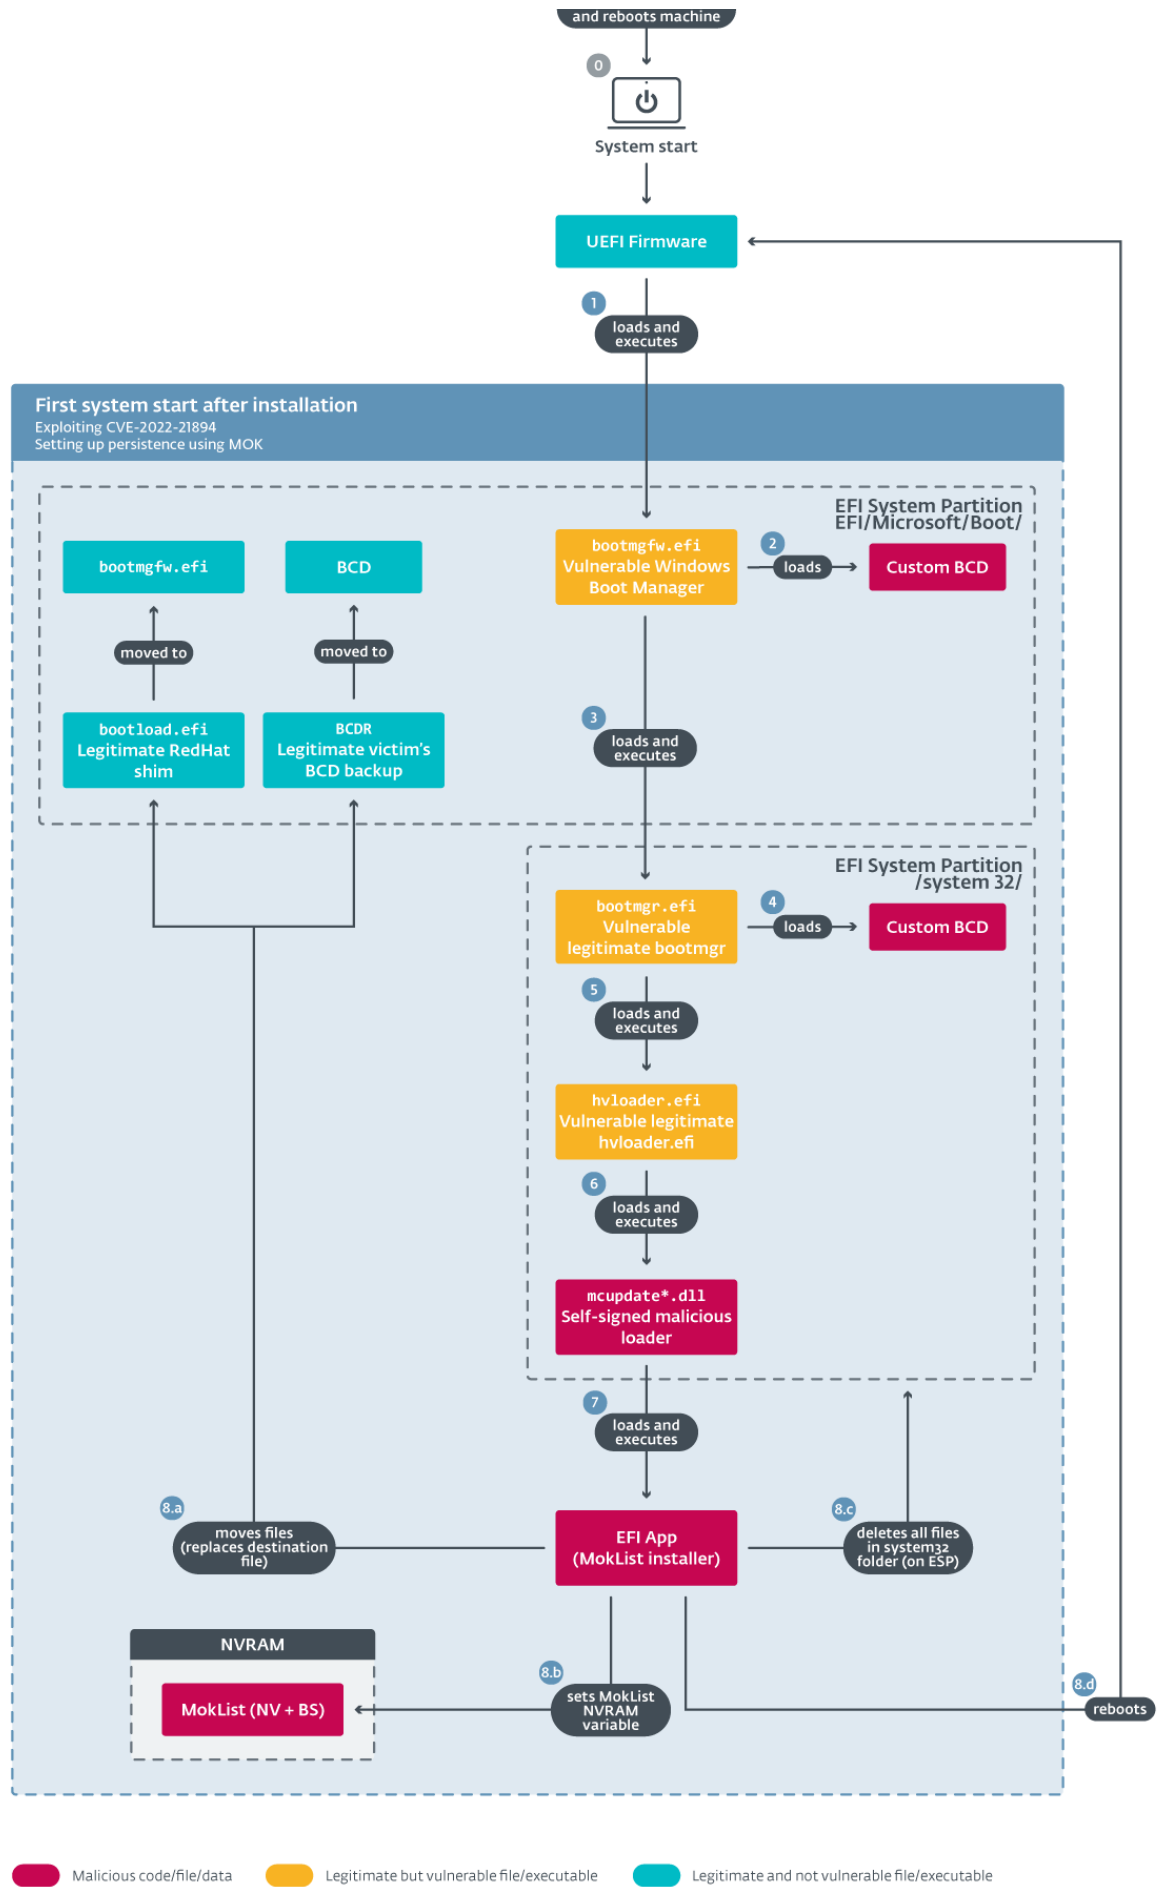 and reboots machine
0
System start
UEFI Firmware
1
loads and
executes
First system start after installation
Exploiting CVE-2022-21894
Setting up persistence using MOK
EFI System Partition
EFI/Microsoft/Boot/
bootmgfw.efi
BCD
bootmgfw.efi
Vulnerable Windows
Boot Manager
2
loads
Custom BCD
moved to
moved to
bootload.efi
Legitimate RedHat
shim
BCDR
Legitimate victim's
BCD backup
3
loads and
executes
EFI System Partition
/system 32/
bootmgr.efi
Vulnerable
legitimate bootmgr
4
loads
Custom BCD
5
loads and
executes
hvloader.efi
Vulnerable legitimate
hvloader.efi
6
loads and
executes
mcupdate*.dll
Self-signed malicious
loader
7
loads and
executes
8.a
moves files
(replaces destination
file)
EFI App
(MokList installer)
8.c
deletes all files
in system32
folder (on ESP)
NVRAM
MokList (NV + BS)
8.b
sets MokList
NVRAM
variable
8.d
reboots
Malicious code/file/data
Legitimate but vulnerable file/executable
Legitimate and not vulnerable file/executable